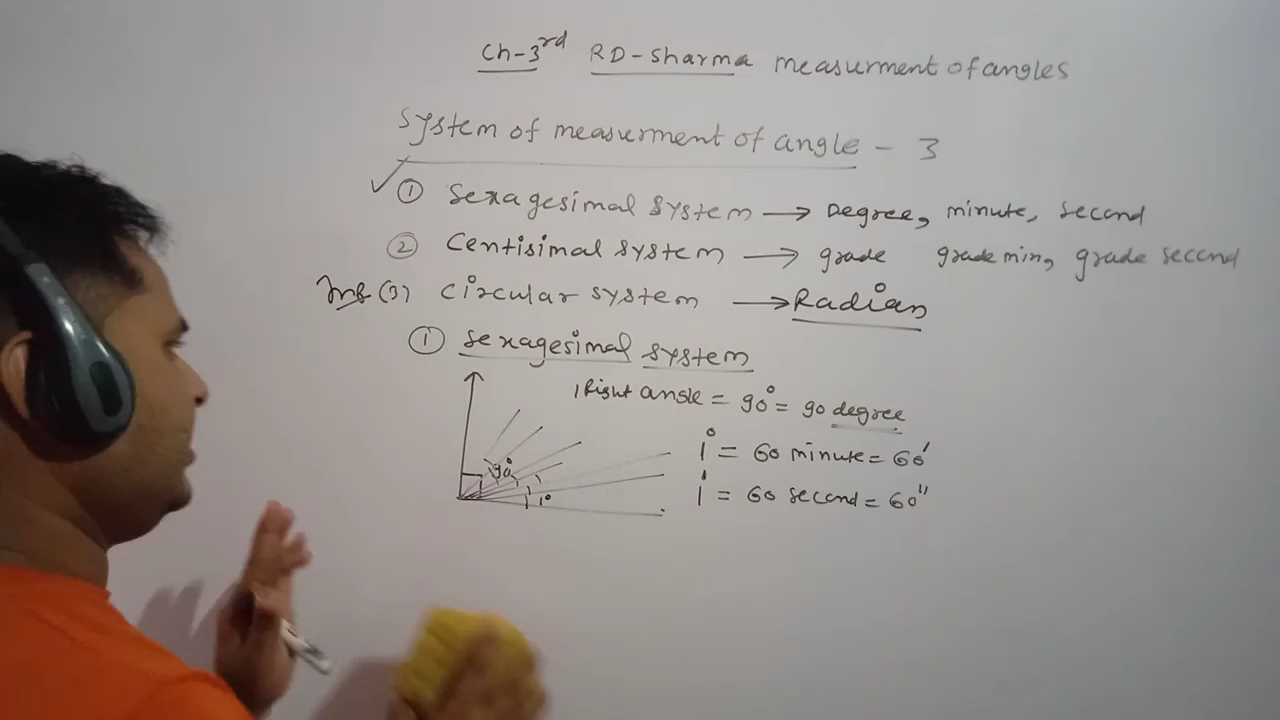 Ch-3rd RD-Sharma measurment of angles
System of measurment of angle - 3
✓ ① Sexagesimal system → Degree, minute, second
② Centisimal system → grade grade min, grade second
(3) Circular system → Radian
① Sexagesimal system
1 Right angle = 90° = 90 degree
90°
1°
1° = 60 minute = 60'
1' = 60 second = 60"